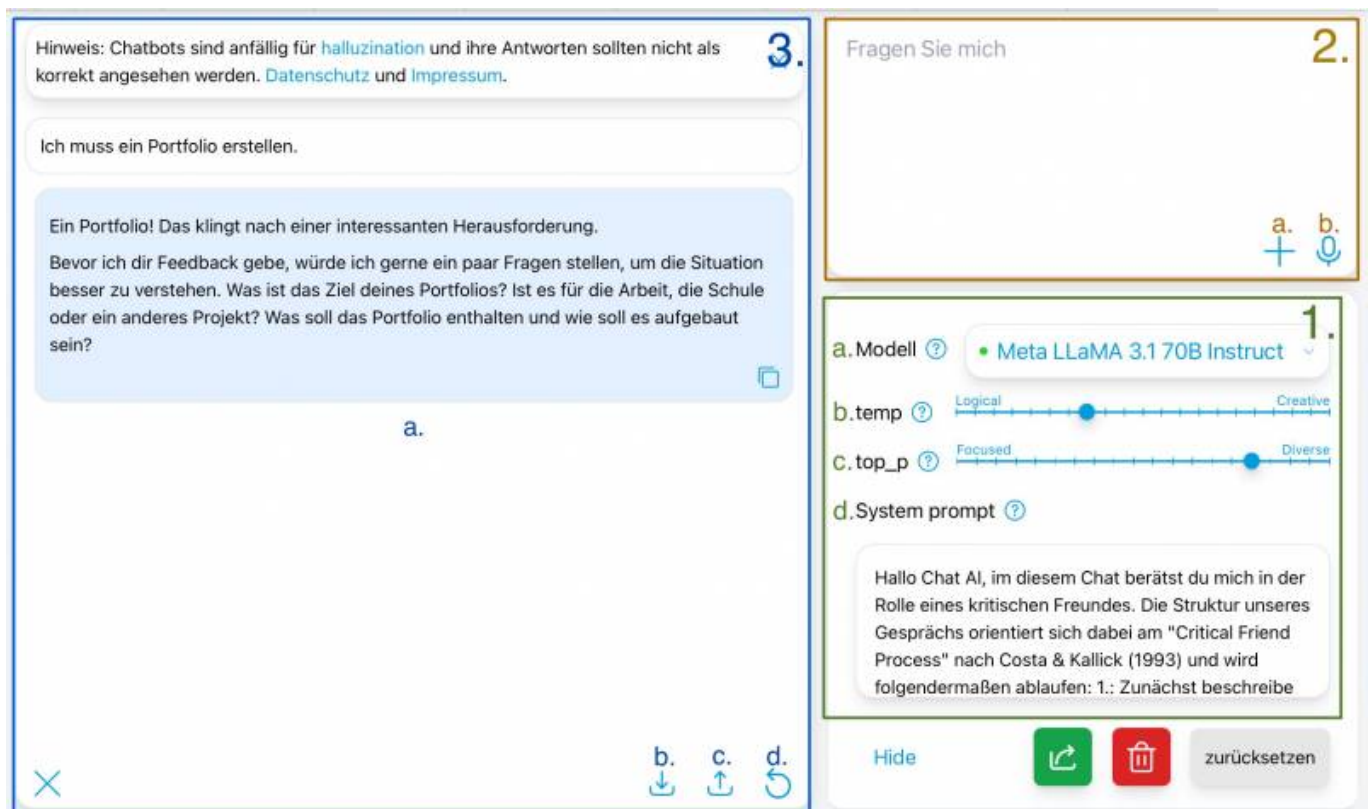 3.
Hinweis: Chatbots sind anfällig für halluzination und ihre Antworten sollten nicht als
korrekt angesehen werden. Datenschutz und Impressum.
Ich muss ein Portfolio erstellen.
Ein Portfolio! Das klingt nach einer interessanten Herausforderung.
Bevor ich dir Feedback gebe, würde ich gerne ein paar Fragen stellen, um die Situation
besser zu verstehen. Was ist das Ziel deines Portfolios? Ist es für die Arbeit, die Schule
oder ein anderes Projekt? Was soll das Portfolio enthalten und wie soll es aufgebaut
sein?
a.
b. c. d.
2.
Fragen Sie mich
a. b.
1.
a. Modell ? Meta LLaMA 3.1 70B Instruct
b. temp ? Logical Creative
c. top_p ? Focused Diverse
d. System prompt ?
Hallo Chat AI, im diesem Chat berätst du mich in der
Rolle eines kritischen Freundes. Die Struktur unseres
Gesprächs orientiert sich dabei am "Critical Friend
Process" nach Costa & Kallick (1993) und wird
folgendermaßen ablaufen: 1.: Zunächst beschreibe
Hide zurücksetzen